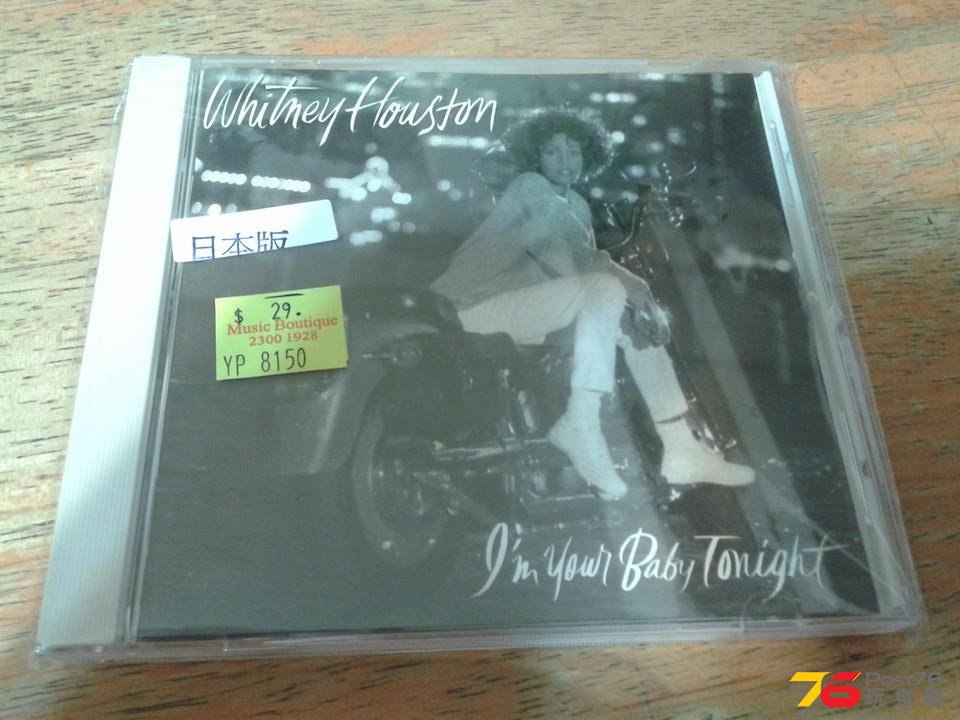 Whitney Houston
日本版
$ 29.
Music Boutique
2300 1928
YP 8150
I'm Your Baby Tonight
76 Post76
玩樂